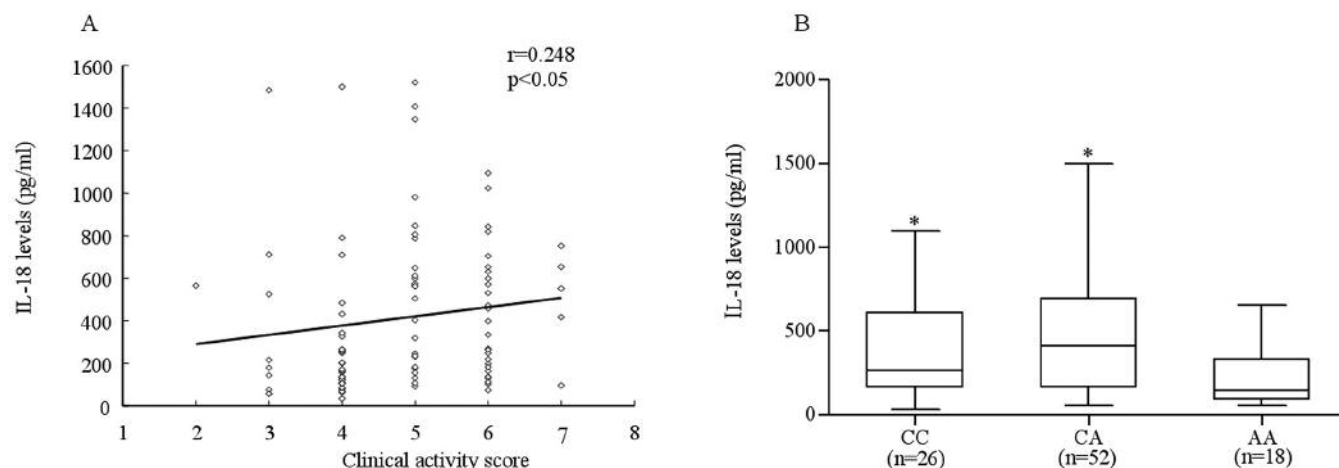 A
r=0.248
p<0.05
IL-18 levels (pg/ml)
1600
1400
1200
1000
800
600
400
200
0
1 2 3 4 5 6 7 8
Clinical activity score
B
IL-18 levels (pg/ml)
2000
1500
1000
500
0
* *
CC CA AA
(n=26) (n=52) (n=18)